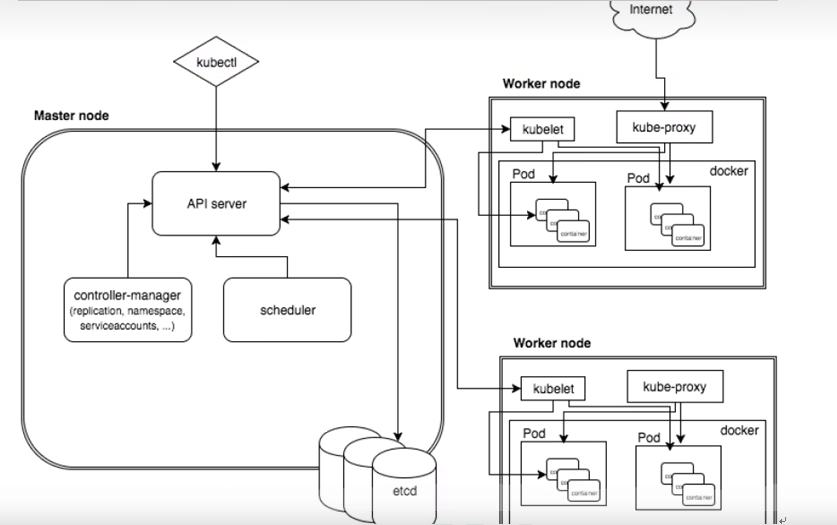 Internet
kubectl
Worker node
Master node
kubelet
kube-proxy
docker
Pod
Pod
container
container
API server
controller-manager
(replication, namespace,
serviceaccounts, ...)
scheduler
Worker node
kubelet
kube-proxy
docker
Pod
Pod
container
container
etcd